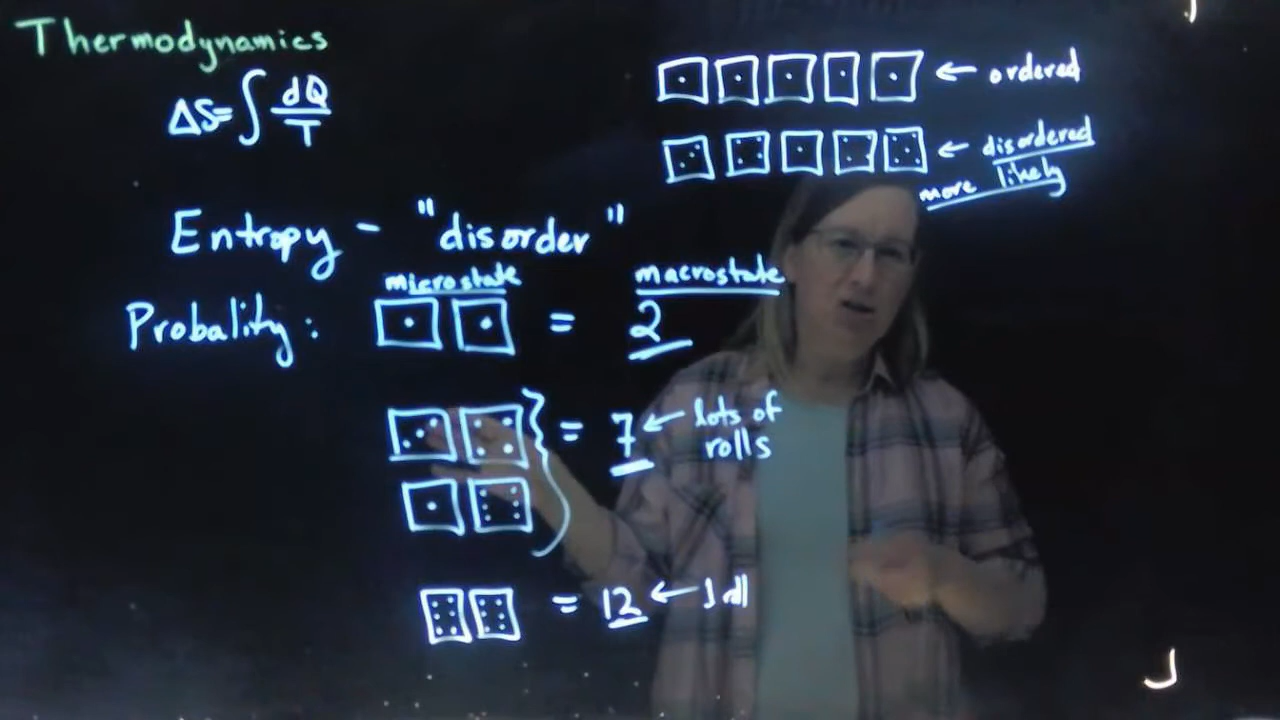 Thermodynamics
ΔS = ∫ dQ/T
← ordered
← disordered
more likely
Entropy - "disorder"
microstate
macrostate
Probality:
= 2
= 7 ← lots of
rolls
= 12 ← 1